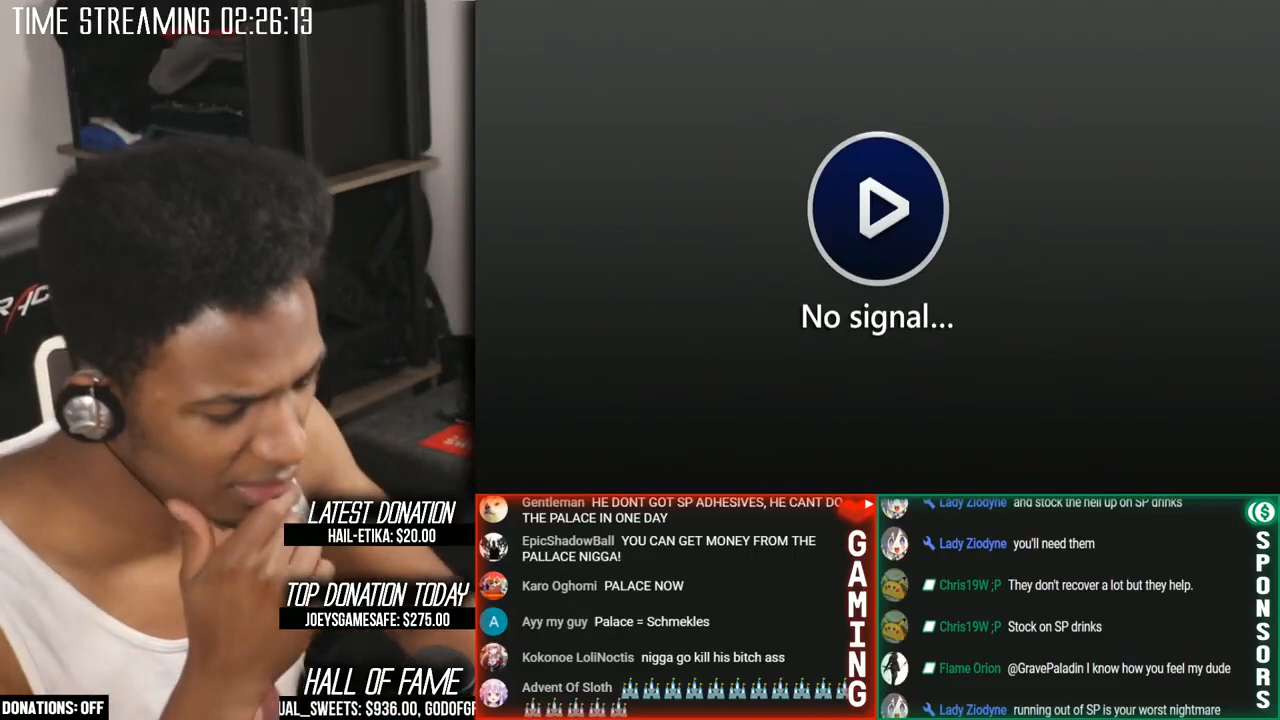 TIME STREAMING 02:26:13
No signal...
LATEST DONATION
HAIL-ETIKA: $20.00
TOP DONATION TODAY
JOEYSGAMESAFE: $275.00
HALL OF FAME
UAL_SWEETS: $936.00, GODOFGR
DONATIONS: OFF
Gentleman HE DONT GOT SP ADHESIVES, HE CANT DO
THE PALACE IN ONE DAY
EpicShadowBall YOU CAN GET MONEY FROM THE
PALLACE NIGGA!
Karo Oghomi PALACE NOW
A Ayy my guy Palace = Schmekles
Kokonoe LoliNoctis nigga go kill his bitch ass
Advent Of Sloth
GAMING
Lady Ziodyne and stock the hell up on SP drinks
Lady Ziodyne you'll need them
Chris19W ;P They don't recover a lot but they help.
Chris19W ;P Stock on SP drinks
Flame Orion @GravePaladin I know how you feel my dude
Lady Ziodyne running out of SP is your worst nightmare
SPONSORS